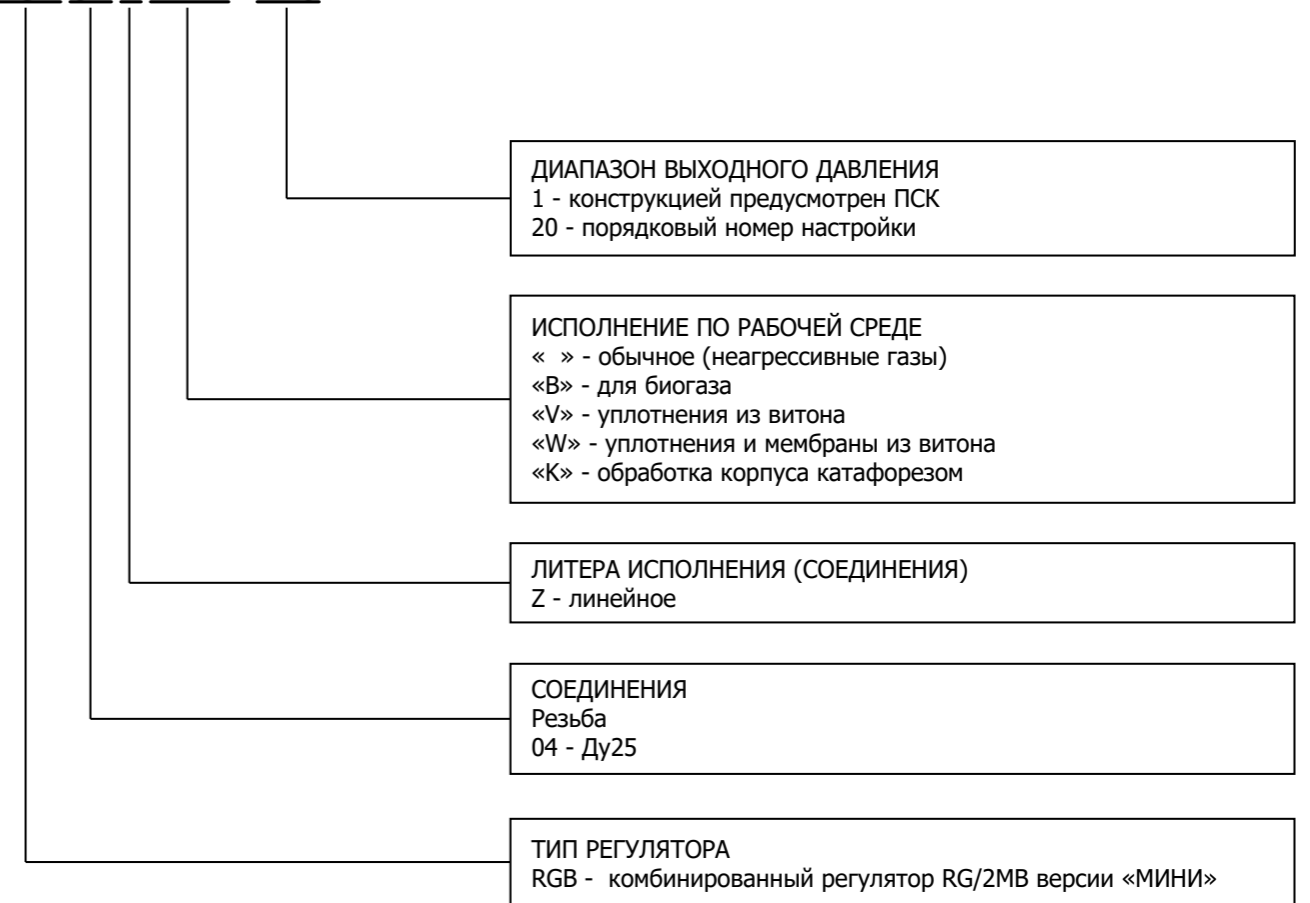 ДИАПАЗОН ВЫХОДНОГО ДАВЛЕНИЯ
1 - конструкцией предусмотрен ПСК
20 - порядковый номер настройки
ИСПОЛНЕНИЕ ПО РАБОЧЕЙ СРЕДЕ
«  » - обычное (неагрессивные газы)
«B» - для биогаза
«V» - уплотнения из витона
«W» - уплотнения и мембраны из витона
«K» - обработка корпуса катафорезом
ЛИТЕРА ИСПОЛНЕНИЯ (СОЕДИНЕНИЯ)
Z - линейное
СОЕДИНЕНИЯ
Резьба
04 - Ду25
ТИП РЕГУЛЯТОРА
RGB -  комбинированный регулятор RG/2MB версии «МИНИ»